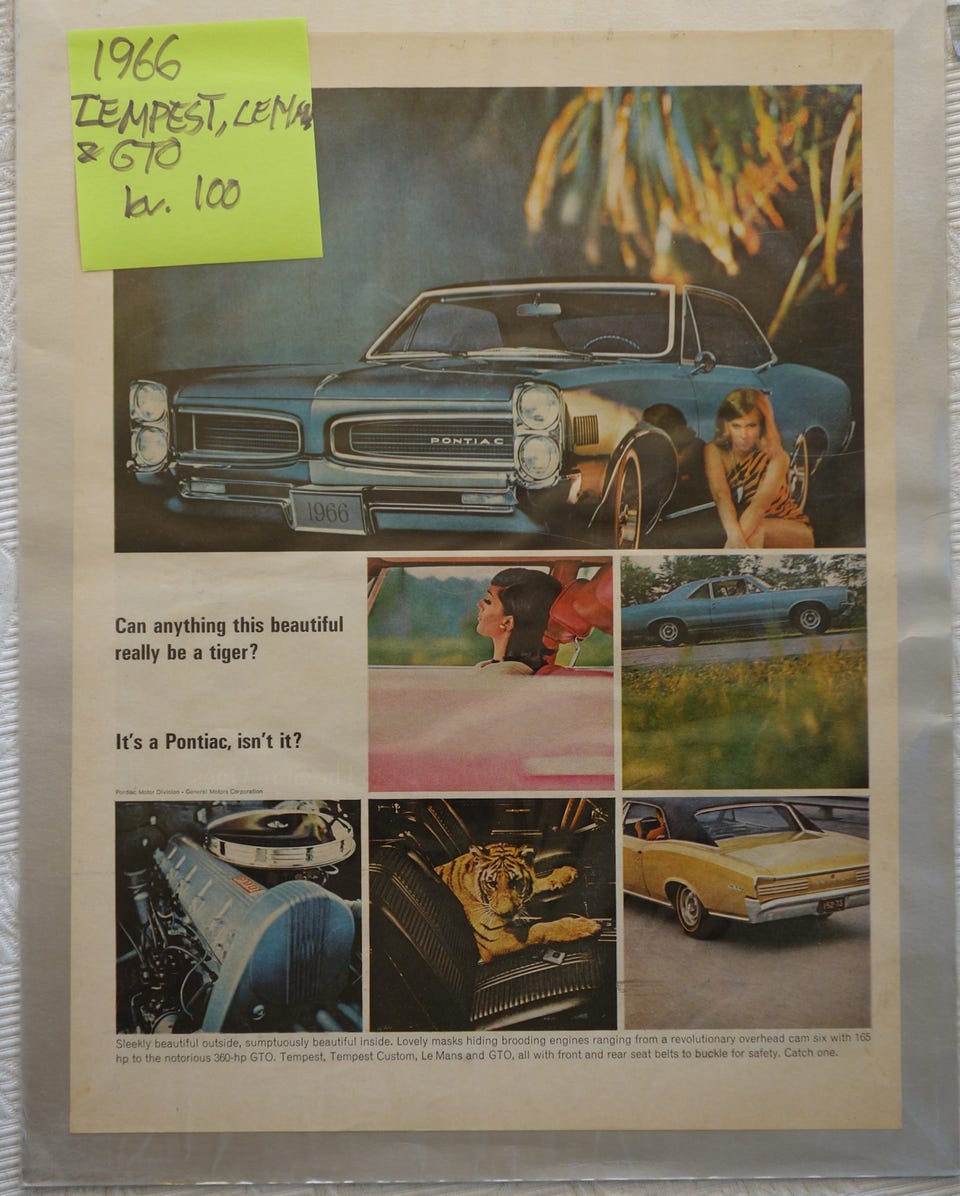 1966
TEMPEST, LEMA
& GTO
kr. 100
PONTIAC
1966
Can anything this beautiful
really be a tiger?
It's a Pontiac, isn't it?
Pontiac Motor Division • General Motors Corporation
Sleekly beautiful outside, sumptuously beautiful inside. Lovely masks hiding brooding engines ranging from a revolutionary overhead cam six with 165
hp to the notorious 360-hp GTO. Tempest, Tempest Custom, Le Mans and GTO, all with front and rear seat belts to buckle for safety. Catch one.